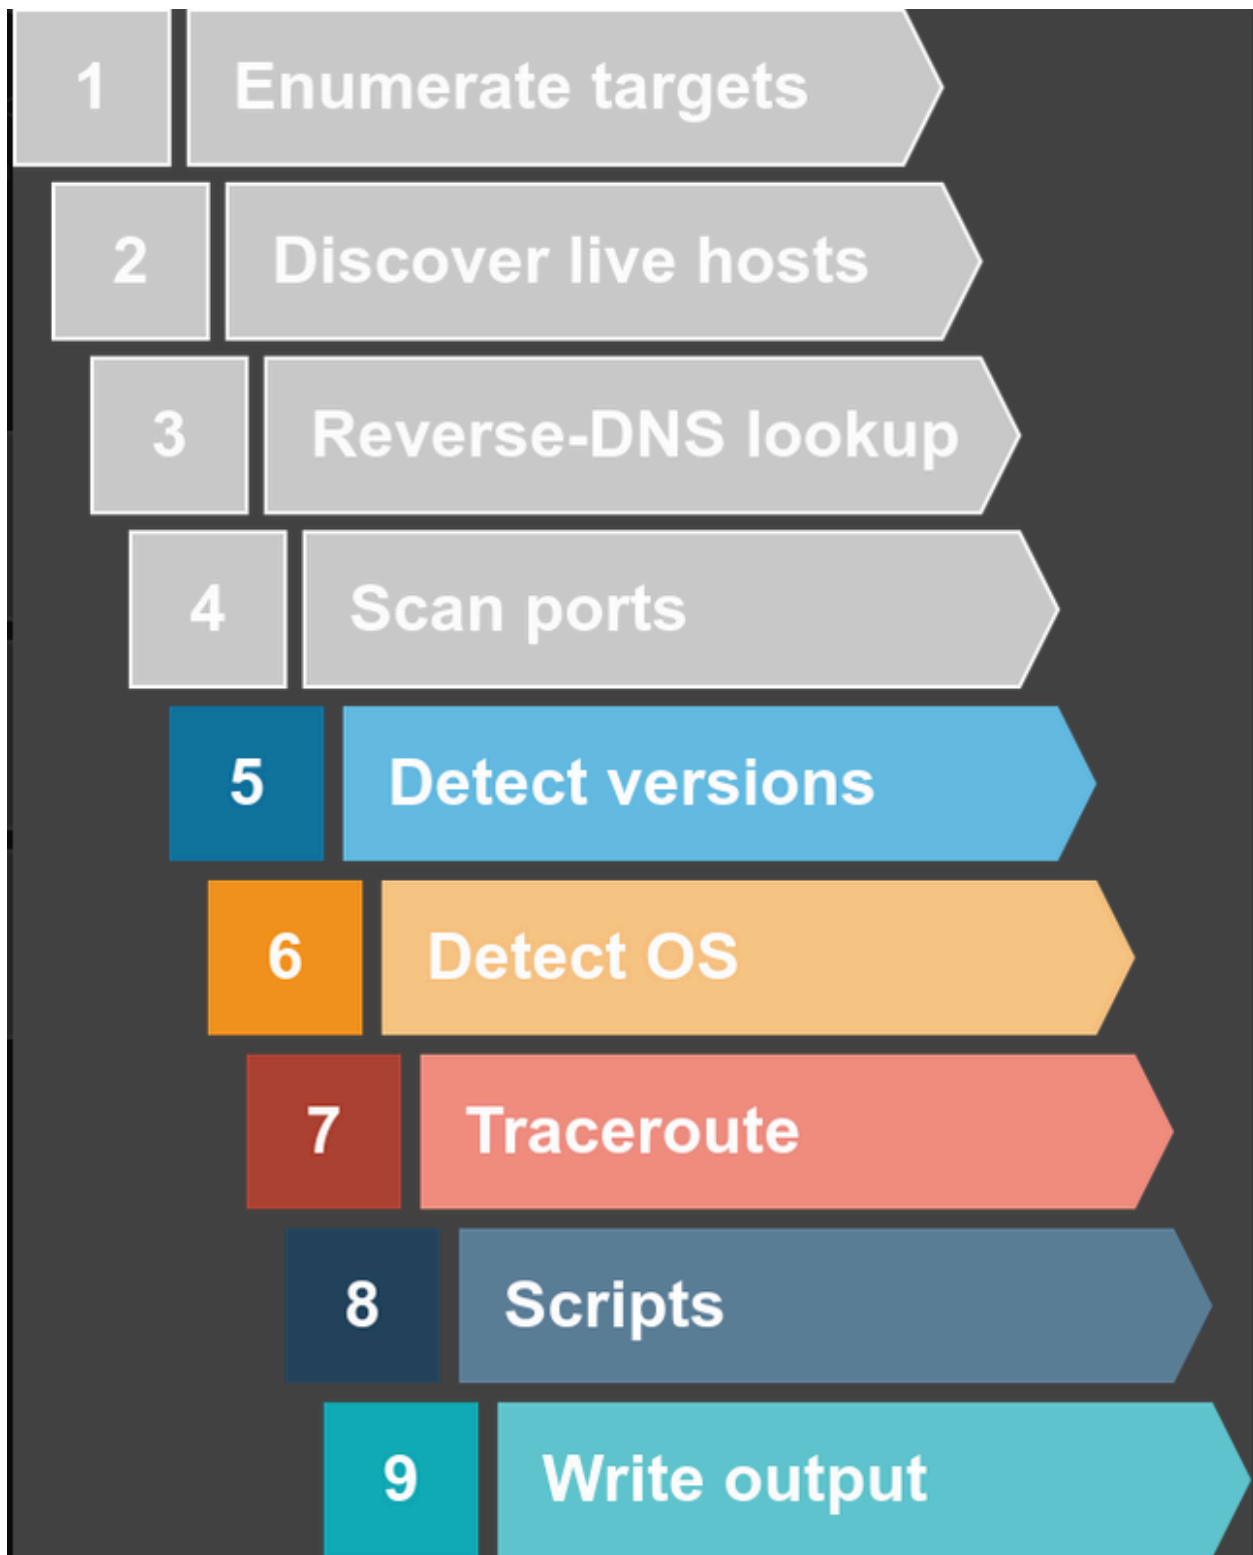 1 Enumerate targets
2 Discover live hosts
3 Reverse-DNS lookup
4 Scan ports
5 Detect versions
6 Detect OS
7 Traceroute
8 Scripts
9 Write output